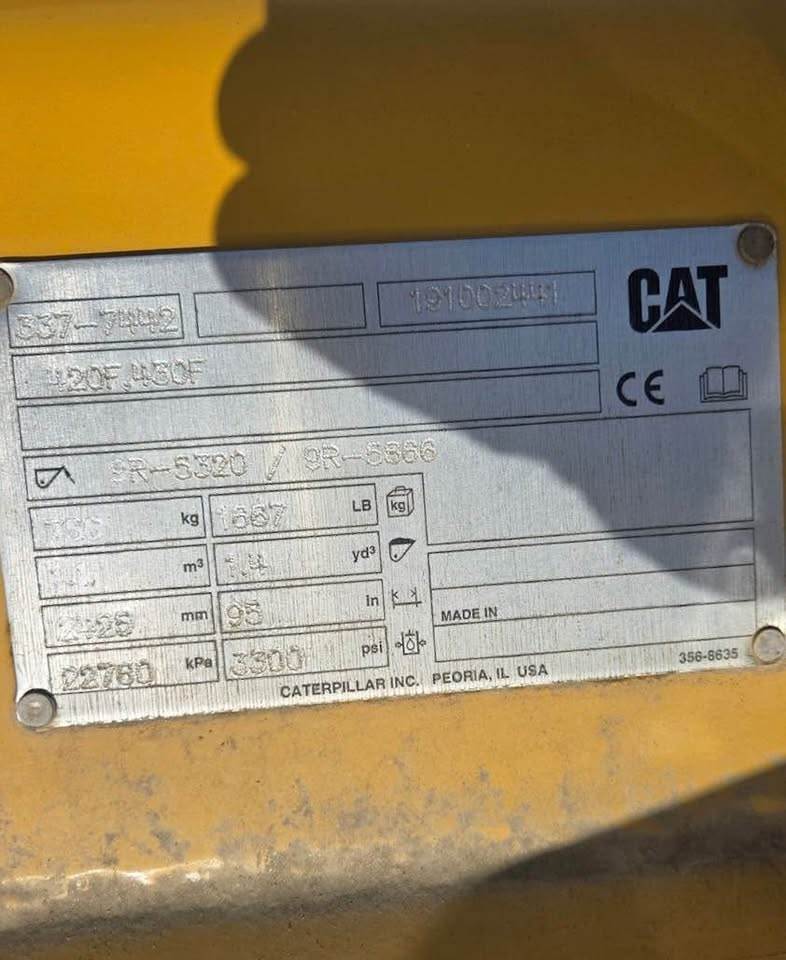 337-7442 191002441
CAT
420F,430F
CE
9R-5320 / 9R-5866
kg 1667 LB kg
m³ 1.4 yd³
2426 mm 95 in
22760 kPa 3300 psi
MADE IN
356-8635
CATERPILLAR INC. PEORIA, IL USA